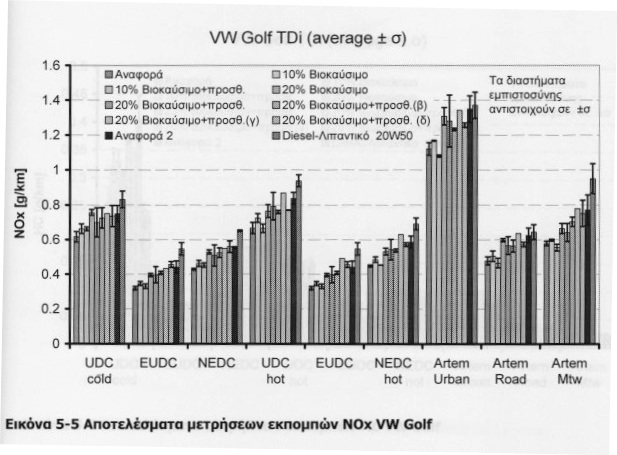 VW Golf TDi (average ± σ)
1.6
1.4
1.2
1
0.8
0.6
0.4
0.2
0
NOx [g/km]
Αναφορά
10% Βιοκαύσιμο
10% Βιοκαύσιμο+προσθ.
20% Βιοκαύσιμο
20% Βιοκαύσιμο+προσθ.
20% Βιοκαύσιμο+προσθ.(β)
20% Βιοκαύσιμο+προσθ.(γ)
20% Βιοκαύσιμο+προσθ. (δ)
Αναφορά 2
Diesel-Λιπαντικό 20W50
Τα διαστήματα
εμπιστοσύνης
αντιστοιχούν σε ±σ
UDC EUDC NEDC UDC EUDC NEDC Artem Artem Artem
cold hot hot Urban Road Mtw
Εικόνα 5-5 Αποτελέσματα μετρήσεων εκπομπών NOx VW Golf